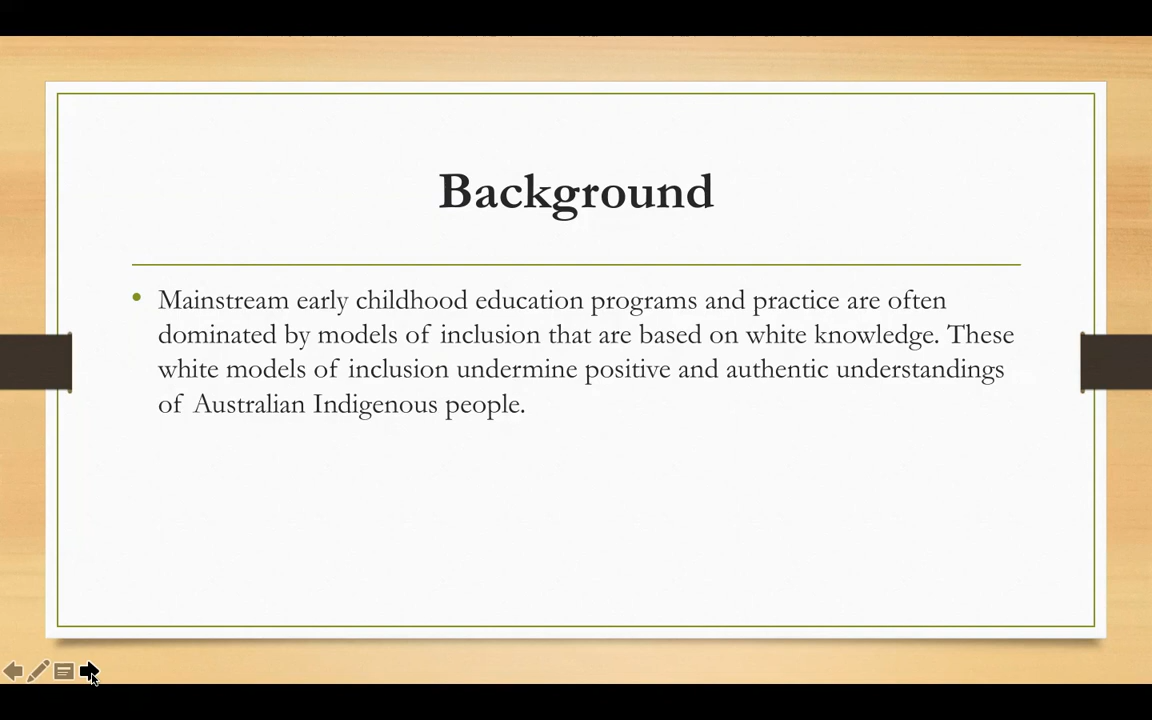 Background
• Mainstream early childhood education programs and practice are often
dominated by models of inclusion that are based on white knowledge. These
white models of inclusion undermine positive and authentic understandings
of Australian Indigenous people.